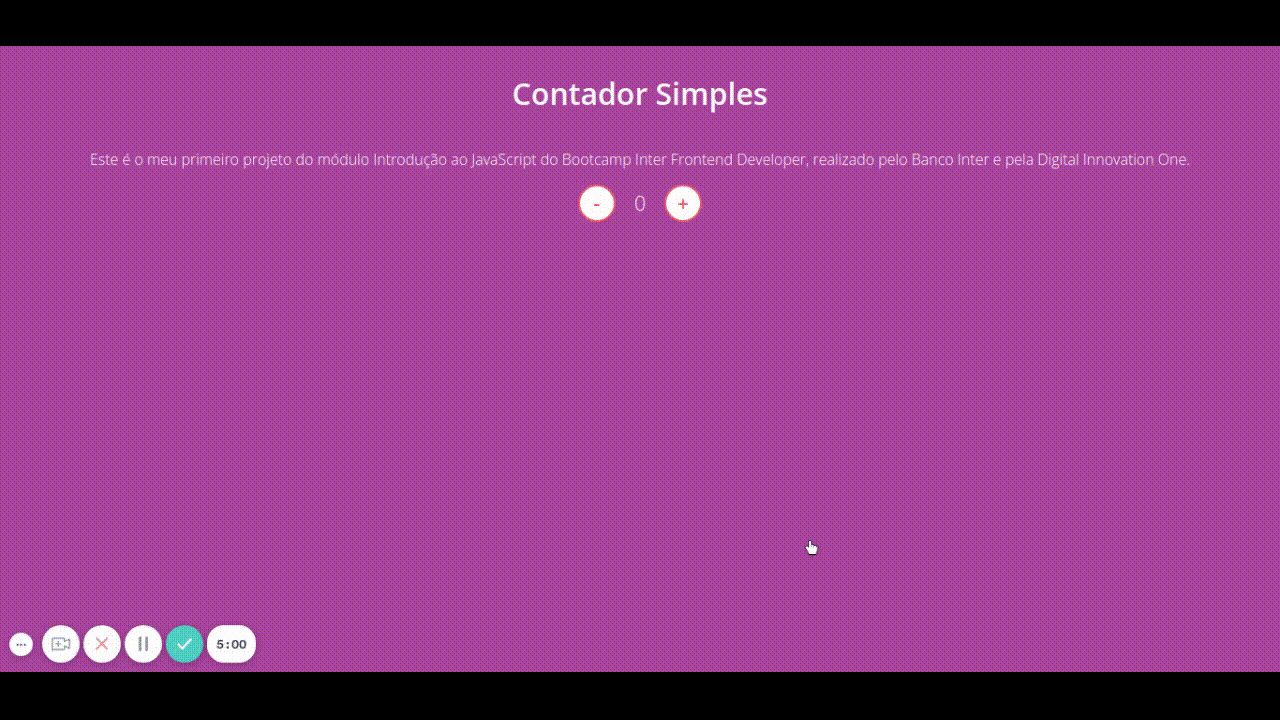 Contador Simples
Este é o meu primeiro projeto do módulo Introdução ao JavaScript do Bootcamp Inter Frontend Developer, realizado pelo Banco Inter e pela Digital Innovation One.
- 0 +
5:00